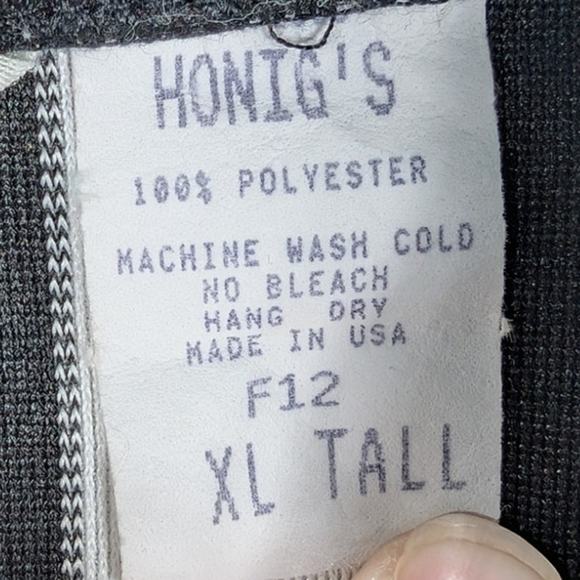 HONIG'S
100% POLYESTER
MACHINE WASH COLD
NO BLEACH
HANG DRY
MADE IN USA
F12
XL TALL